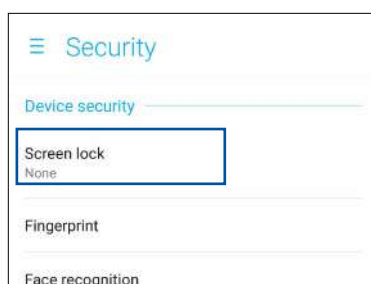 Security
Device security
Screen lock
None
Fingerprint
Face recognition